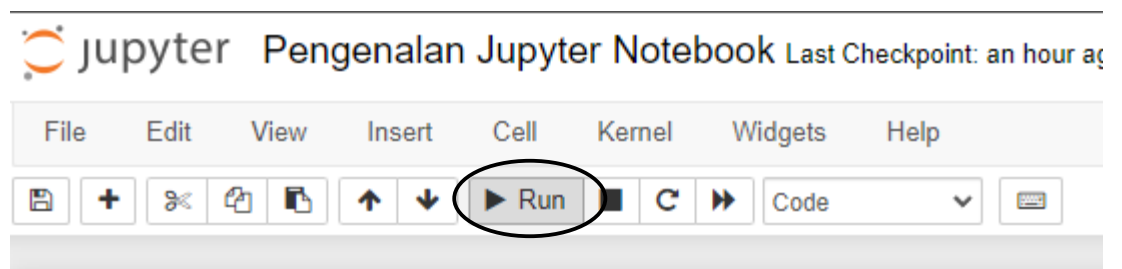 jupyter Pengenalan Jupyter Notebook Last Checkpoint: an hour ag
File Edit View Insert Cell Kernel Widgets Help
Run Code